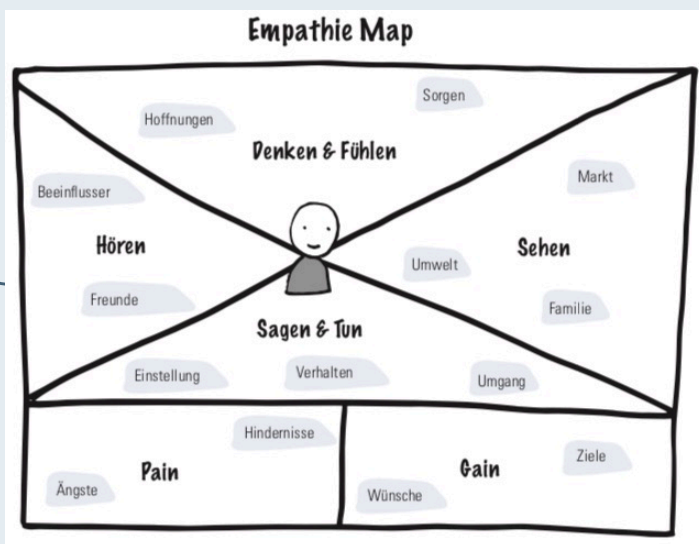 Empathie Map
Sorgen
Hoffnungen
Denken & Fühlen
Beeinflusser
Markt
Hören
Sehen
Umwelt
Freunde
Familie
Sagen & Tun
Einstellung
Verhalten
Umgang
Hindernisse
Pain
Ängste
Gain
Ziele
Wünsche